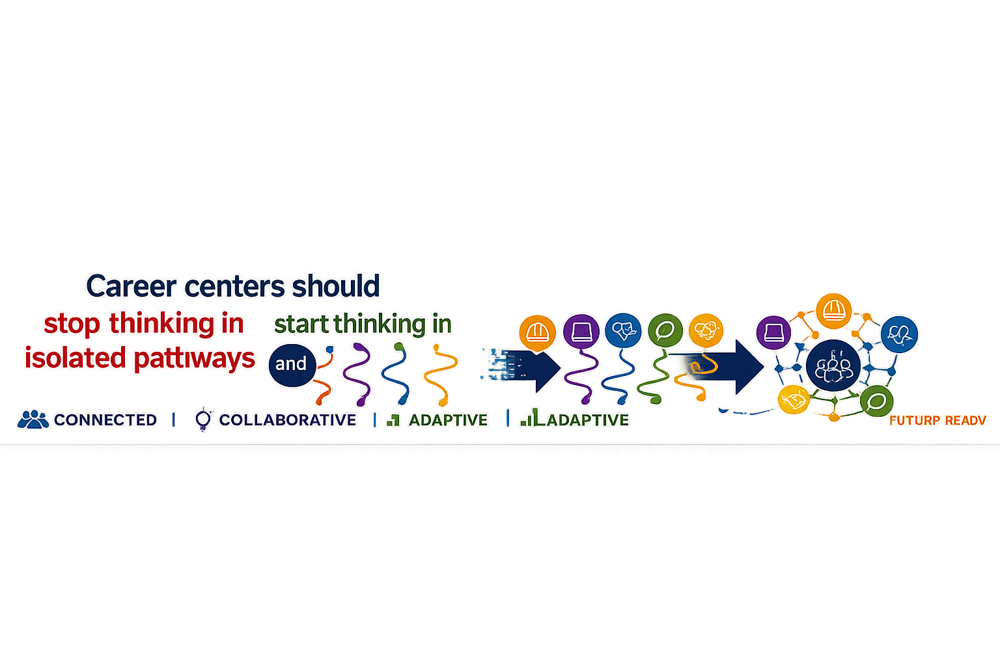 Career centers should
stop thinking in start thinking in
isolated pattıways and
CONNECTED | COLLABORATIVE | ADAPTIVE | ADAPTIVE FUTURP READV